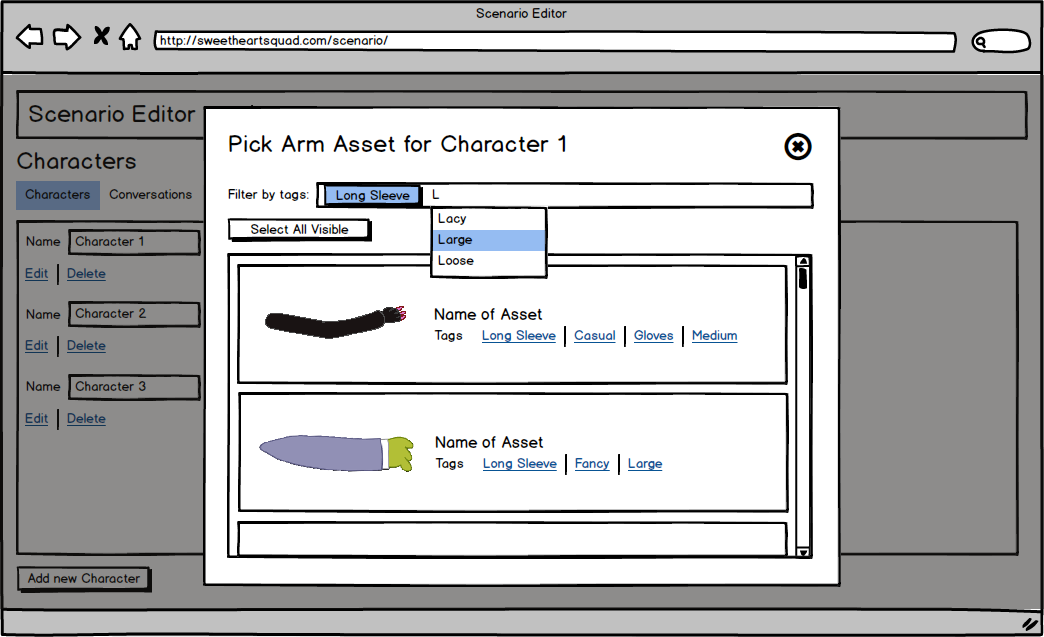 Scenario Editor
http://sweetheartsquad.com/scenario/
Scenario Editor
Characters
Characters Conversations
Name Character 1
Edit Delete
Name Character 2
Edit Delete
Name Character 3
Edit Delete
Add new Character
Pick Arm Asset for Character 1
Filter by tags: Long Sleeve L
Lacy
Large
Loose
Select All Visible
Name of Asset
Tags Long Sleeve Casual Gloves Medium
Name of Asset
Tags Long Sleeve Fancy Large